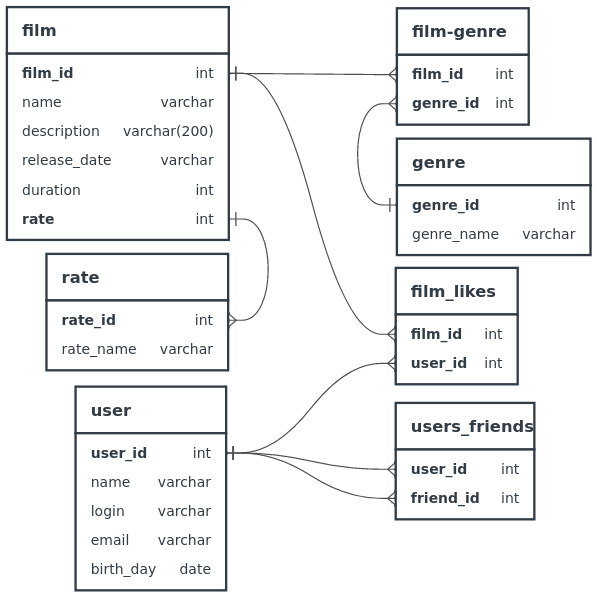 film
film_id int
name varchar
description varchar(200)
release_date varchar
duration int
rate int
rate
rate_id int
rate_name varchar
user
user_id int
name varchar
login varchar
email varchar
birth_day date
film-genre
film_id int
genre_id int
genre
genre_id int
genre_name varchar
film_likes
film_id int
user_id int
users_friends
user_id int
friend_id int